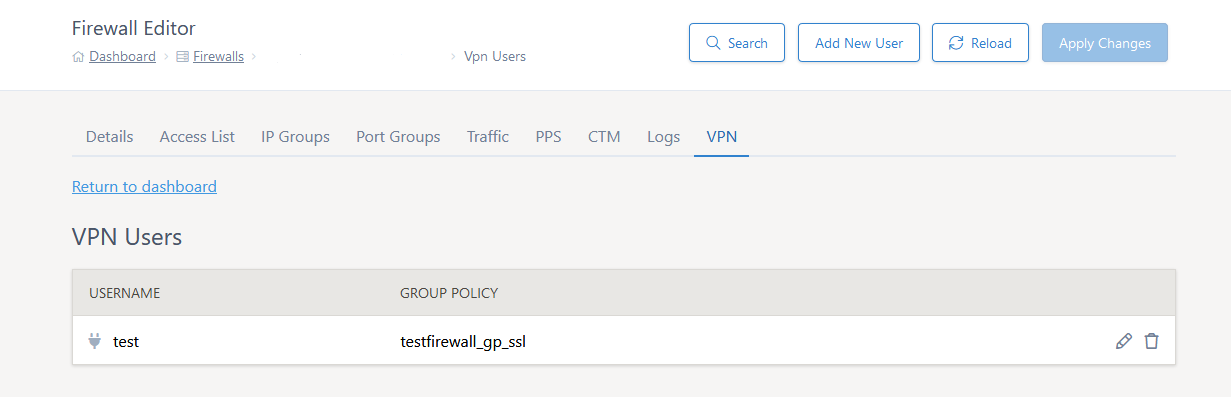 Firewall Editor
Dashboard > Firewalls > > Vpn Users
Search
Add New User
Reload
Apply Changes
Details Access List IP Groups Port Groups Traffic PPS CTM Logs VPN
Return to dashboard
VPN Users
USERNAME GROUP POLICY
test testfirewall_gp_ssl